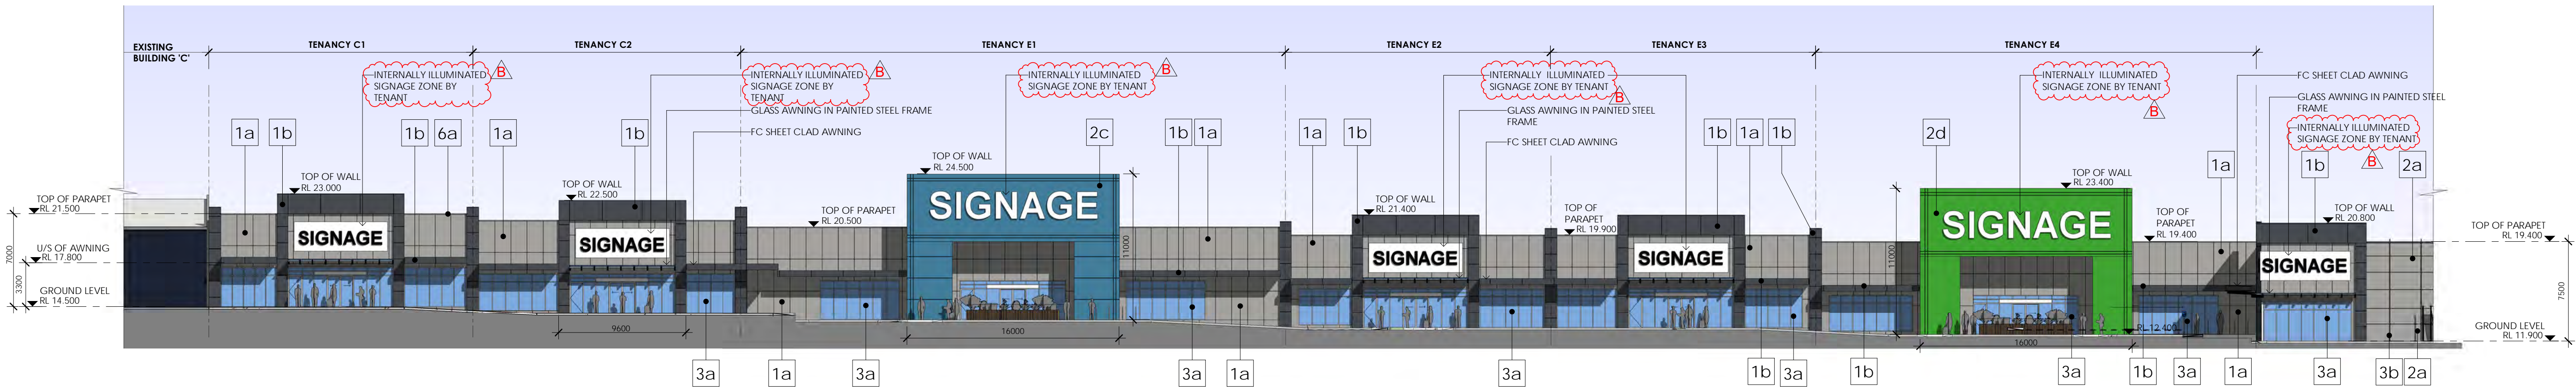 EXISTING
BUILDING 'C'
TENANCY C1
TENANCY C2
TENANCY E1
TENANCY E2
TENANCY E3
TENANCY E4
INTERNALLY ILLUMINATED
SIGNAGE ZONE BY
TENANT
B
INTERNALLY ILLUMINATED
SIGNAGE ZONE BY
TENANT
B
INTERNALLY ILLUMINATED
SIGNAGE ZONE BY TENANT
B
INTERNALLY ILLUMINATED
SIGNAGE ZONE BY TENANT
B
INTERNALLY ILLUMINATED
SIGNAGE ZONE BY TENANT
B
FC SHEET CLAD AWNING
GLASS AWNING IN PAINTED STEEL
FRAME
INTERNALLY ILLUMINATED
SIGNAGE ZONE BY TENANT
B
GLASS AWNING IN PAINTED STEEL FRAME
FC SHEET CLAD AWNING
GLASS AWNING IN PAINTED STEEL
FRAME
FC SHEET CLAD AWNING
1a
1b
1b
6a
1a
1b
2c
1b
1a
1a
1b
1b
1a
1b
2d
1a
1b
2a
TOP OF PARAPET
RL 21.500
U/S OF AWNING
RL 17.800
GROUND LEVEL
RL 14.500
7000
3300
TOP OF WALL
RL 23.000
SIGNAGE
TOP OF WALL
RL 22.500
SIGNAGE
9600
TOP OF PARAPET
RL 20.500
TOP OF WALL
RL 24.500
SIGNAGE
11000
16000
TOP OF WALL
RL 21.400
SIGNAGE
TOP OF
PARAPET
RL 19.900
SIGNAGE
11000
TOP OF WALL
RL 23.400
SIGNAGE
16000
TOP OF
PARAPET
RL 19.400
RL 12.400
TOP OF WALL
RL 20.800
SIGNAGE
TOP OF PARAPET
RL 19.400
7500
GROUND LEVEL
RL 11.900
3a
1a
3a
3a
1a
3a
1b
3a
1b
3a
1b
3a
1a
3a
3b
2a